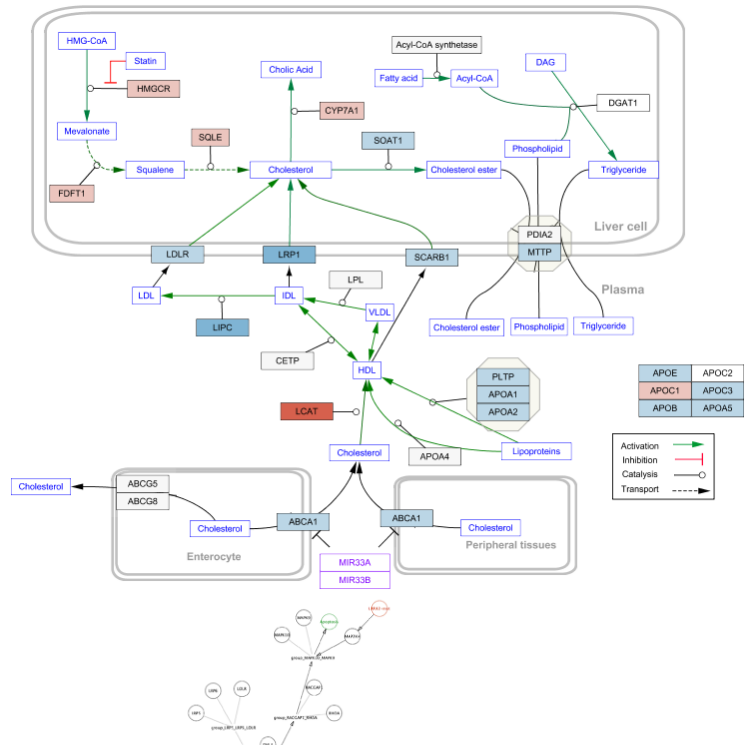 HMG-CoA
Statin
HMGCR
Mevalonate
FDFT1
Squalene
SQLE
Cholic Acid
CYP7A1
Cholesterol
SOAT1
Acyl-CoA synthetase
Fatty acid
Acyl-CoA
DAG
DGAT1
Phospholipid
Cholesterol ester
Triglyceride
Liver cell
LDLR
LRP1
SCARB1
PDIA2
MTTP
Plasma
LDL
IDL
LPL
VLDL
LIPC
CETP
HDL
Cholesterol ester
Phospholipid
Triglyceride
PLTP
APOA1
APOA2
APOE
APOC2
APOC1
APOC3
APOB
APOA5
LCAT
Cholesterol
APOA4
Lipoproteins
Activation
Inhibition
Catalysis
Transport
Cholesterol
ABCG5
ABCG8
Cholesterol
ABCA1
Enterocyte
ABCA1
Cholesterol
Peripheral tissues
MIR33A
MIR33B